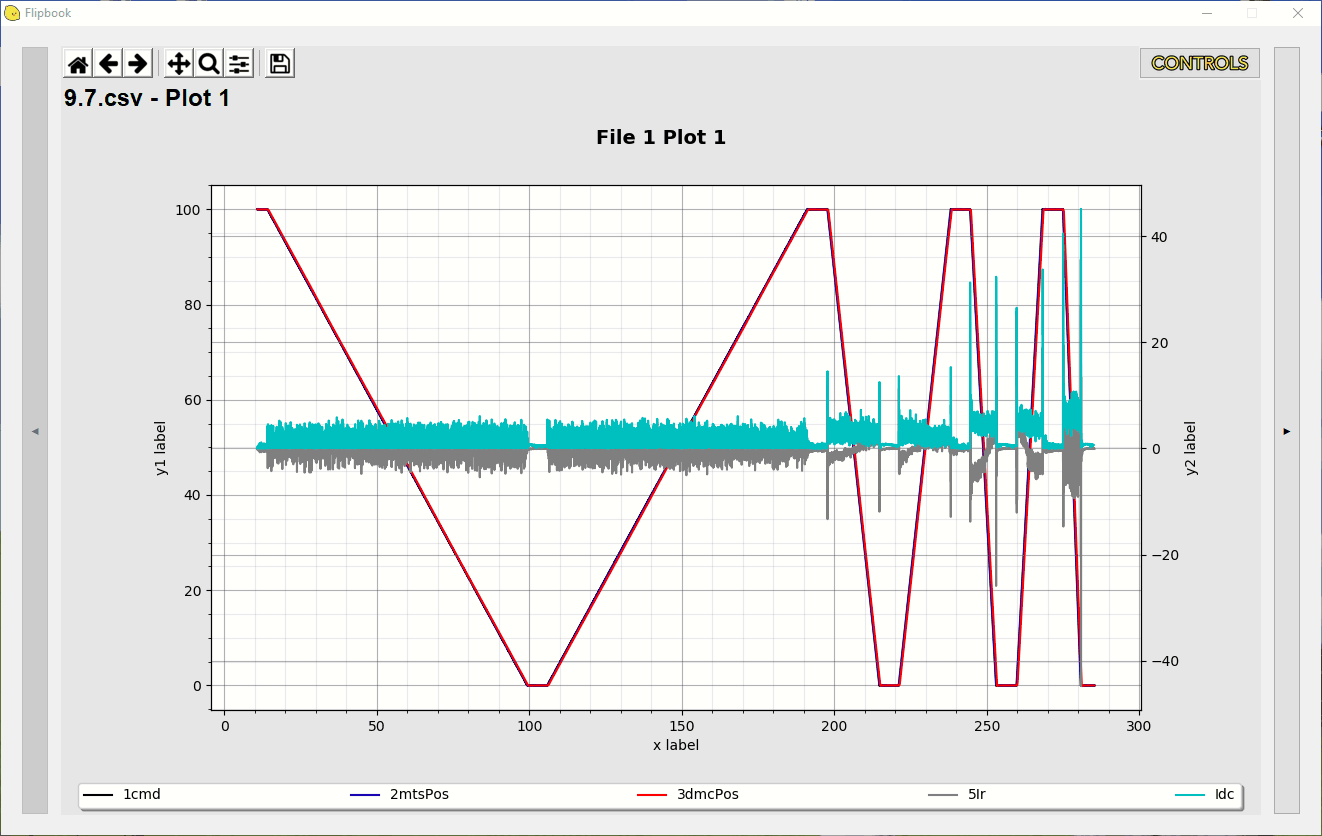 Flipbook
CONTROLS
9.7.csv - Plot 1
File 1 Plot 1
100
80
60
40
20
0
y1 label
40
20
0
−20
−40
y2 label
0 50 100 150 200 250 300
x label
1cmd 2mtsPos 3dmcPos 5Ir Idc